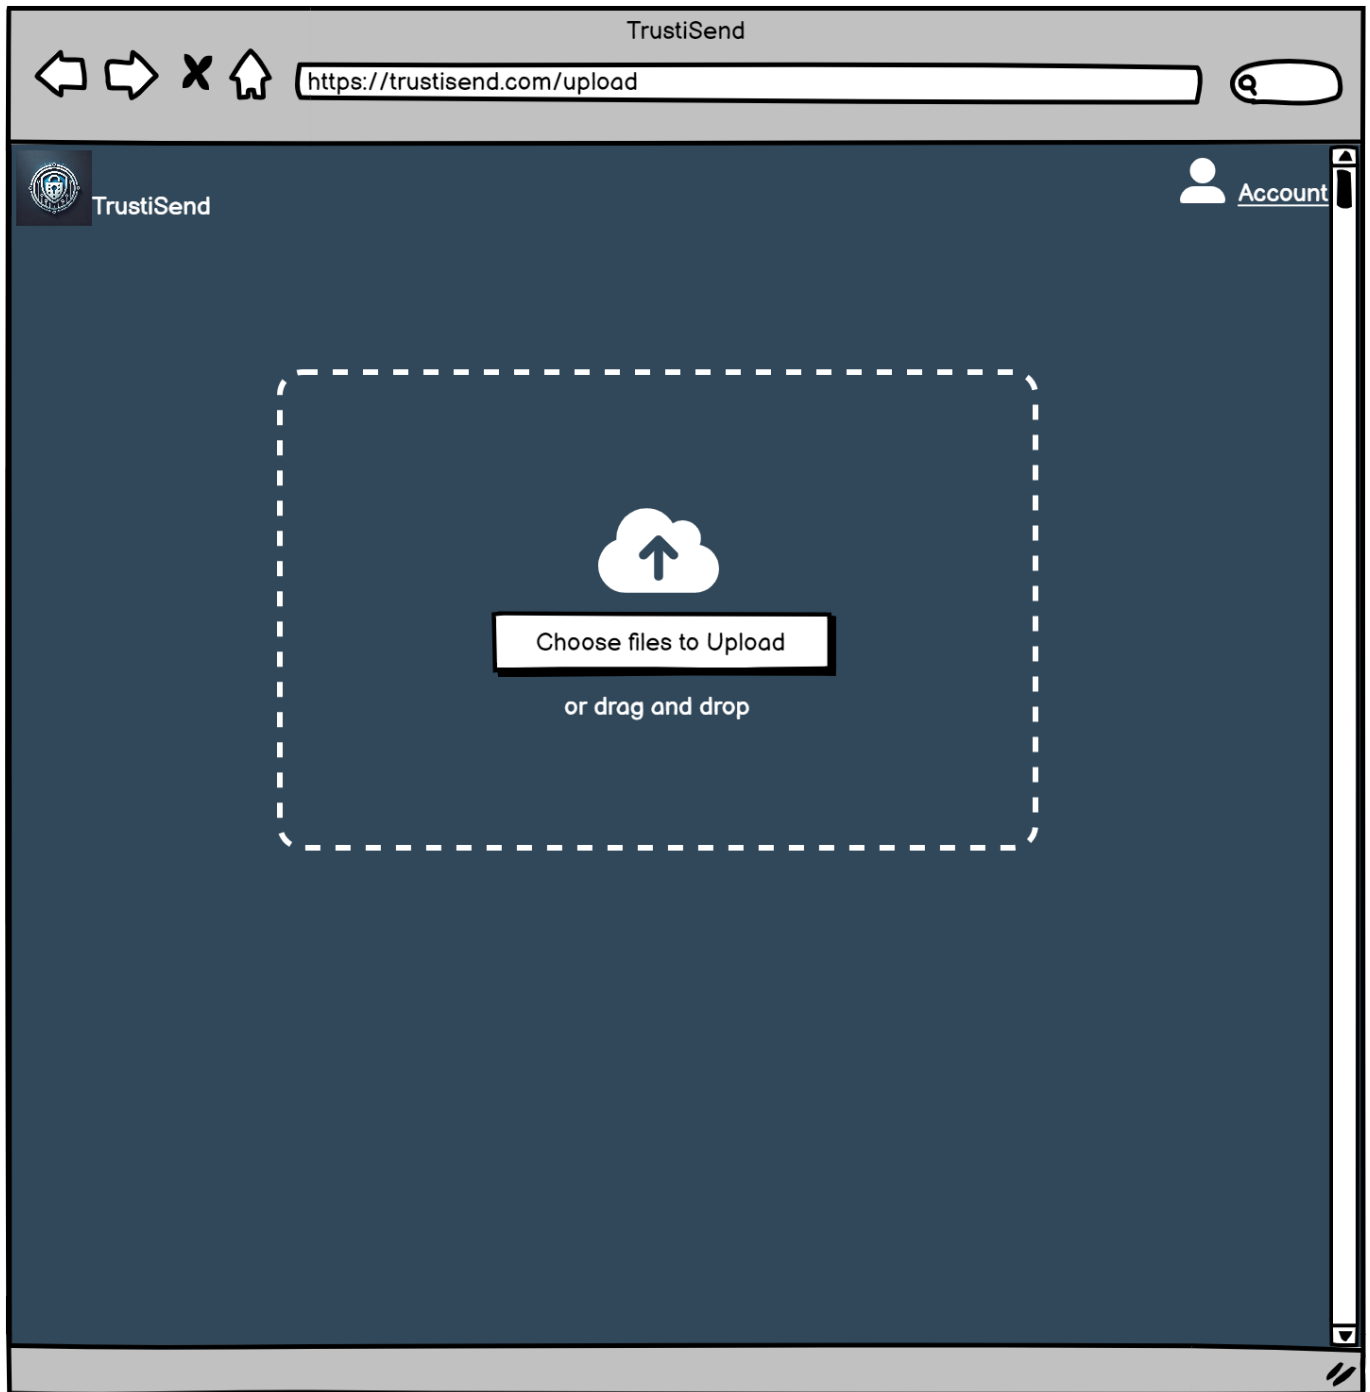 TrustiSend
https://trustisend.com/upload
TrustiSend
Account
Choose files to Upload
or drag and drop